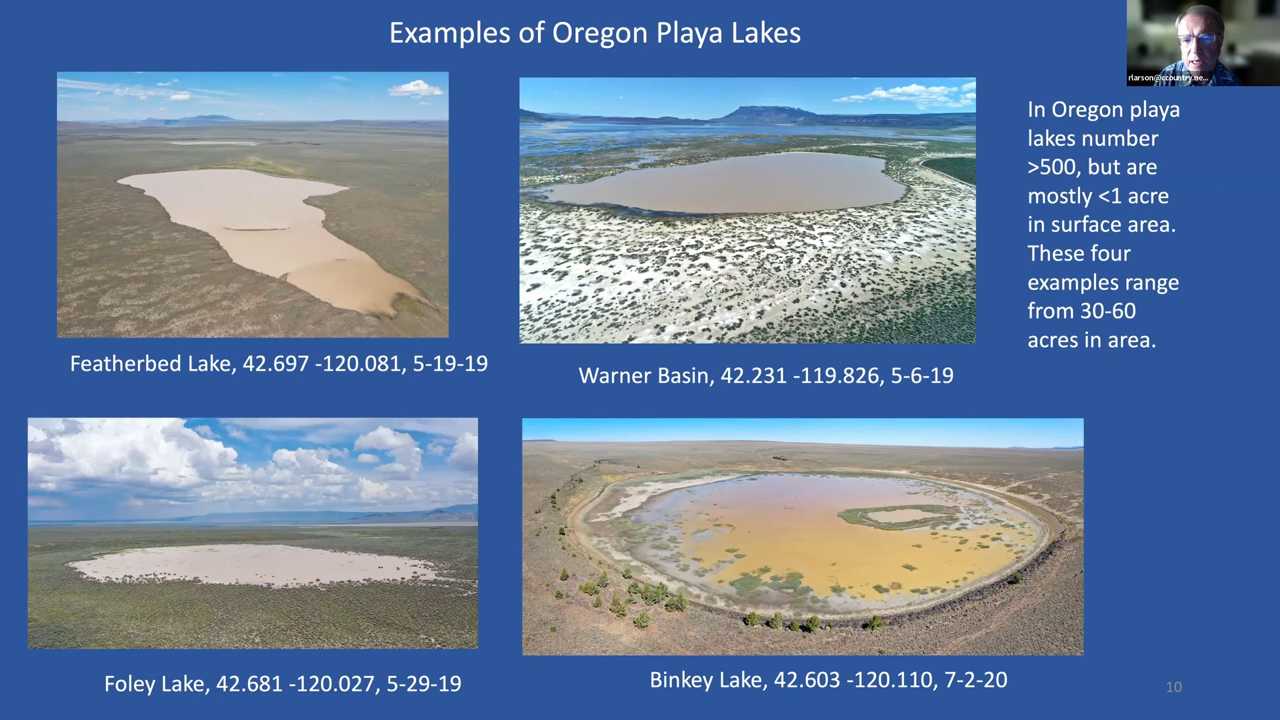 Examples of Oregon Playa Lakes
rlarson@ccountry.ne...
In Oregon playa
lakes number
>500, but are
mostly <1 acre
in surface area.
These four
examples range
from 30-60
acres in area.
Featherbed Lake, 42.697 -120.081, 5-19-19
Warner Basin, 42.231 -119.826, 5-6-19
Foley Lake, 42.681 -120.027, 5-29-19
Binkey Lake, 42.603 -120.110, 7-2-20
10